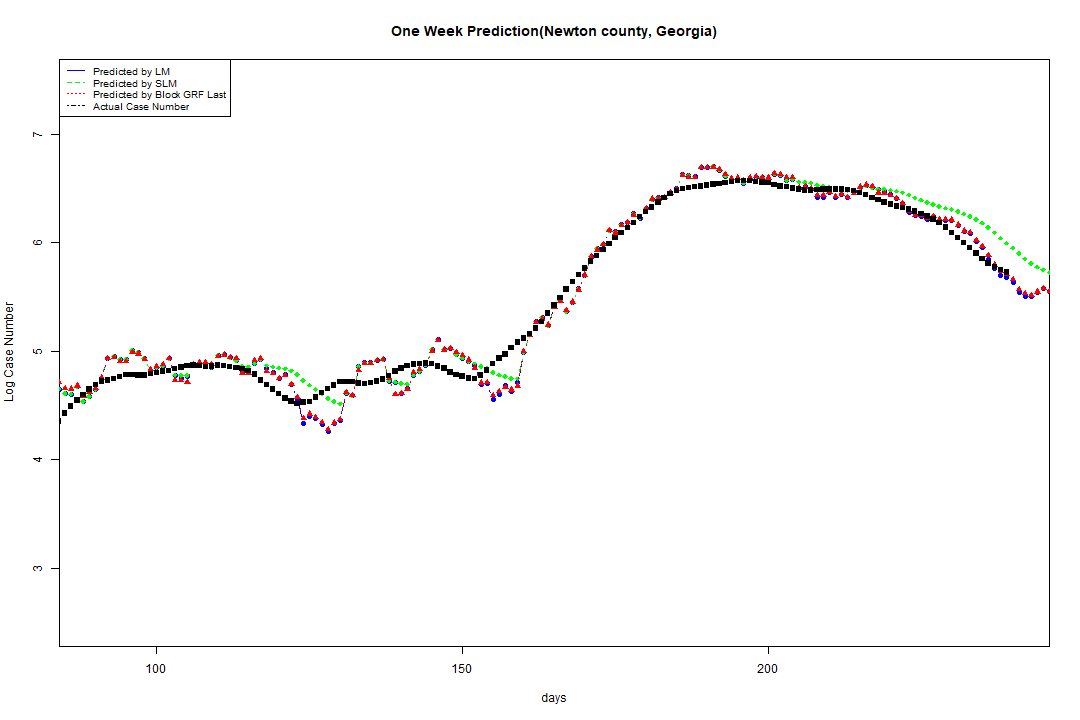 One Week Prediction(Newton county, Georgia)
Predicted by LM
Predicted by SLM
Predicted by Block GRF Last
Actual Case Number
7
6
5
4
3
Log Case Number
100 150 200
days